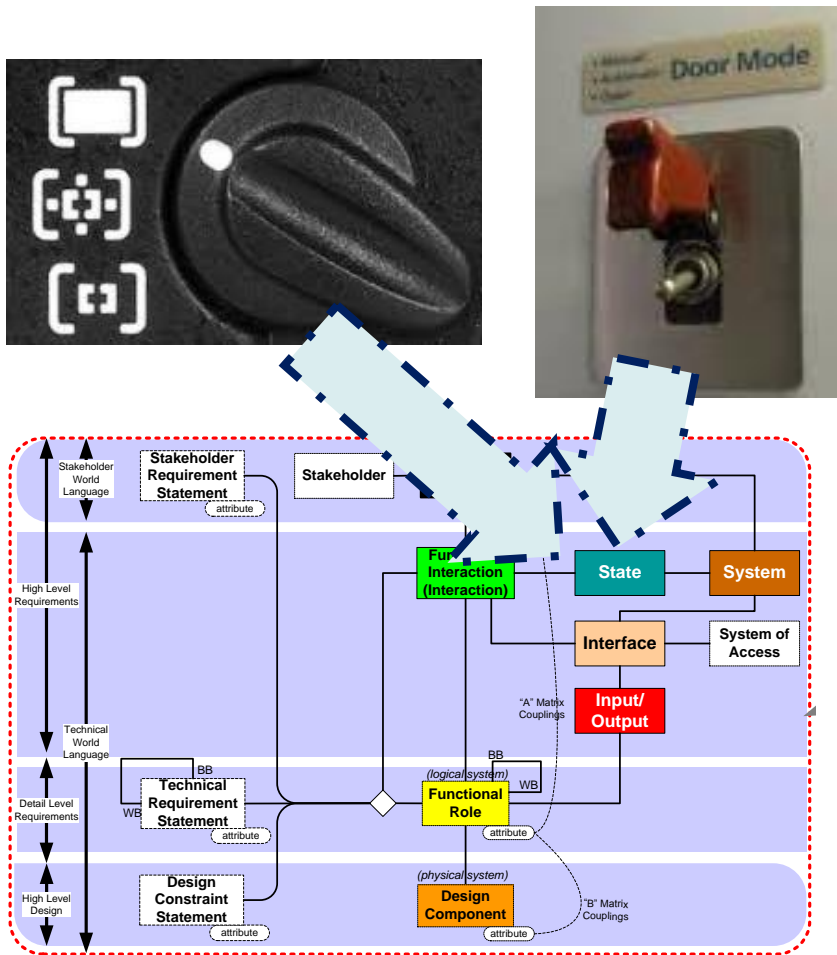 Door Mode
Stakeholder
World
Language
Stakeholder
Requirement
Statement
attribute
Stakeholder
High Level
Requirements
Interaction
(Interaction)
State
System
Interface
System of
Access
"A" Matrix
Couplings
Input/
Output
Technical
World
Language
BB
WB
Technical
Requirement
Statement
attribute
(logical system)
BB
WB
Functional
Role
attribute
Detail Level
Requirements
High Level
Design
Design
Constraint
Statement
attribute
(physical system)
Design
Component
attribute
"B" Matrix
Couplings